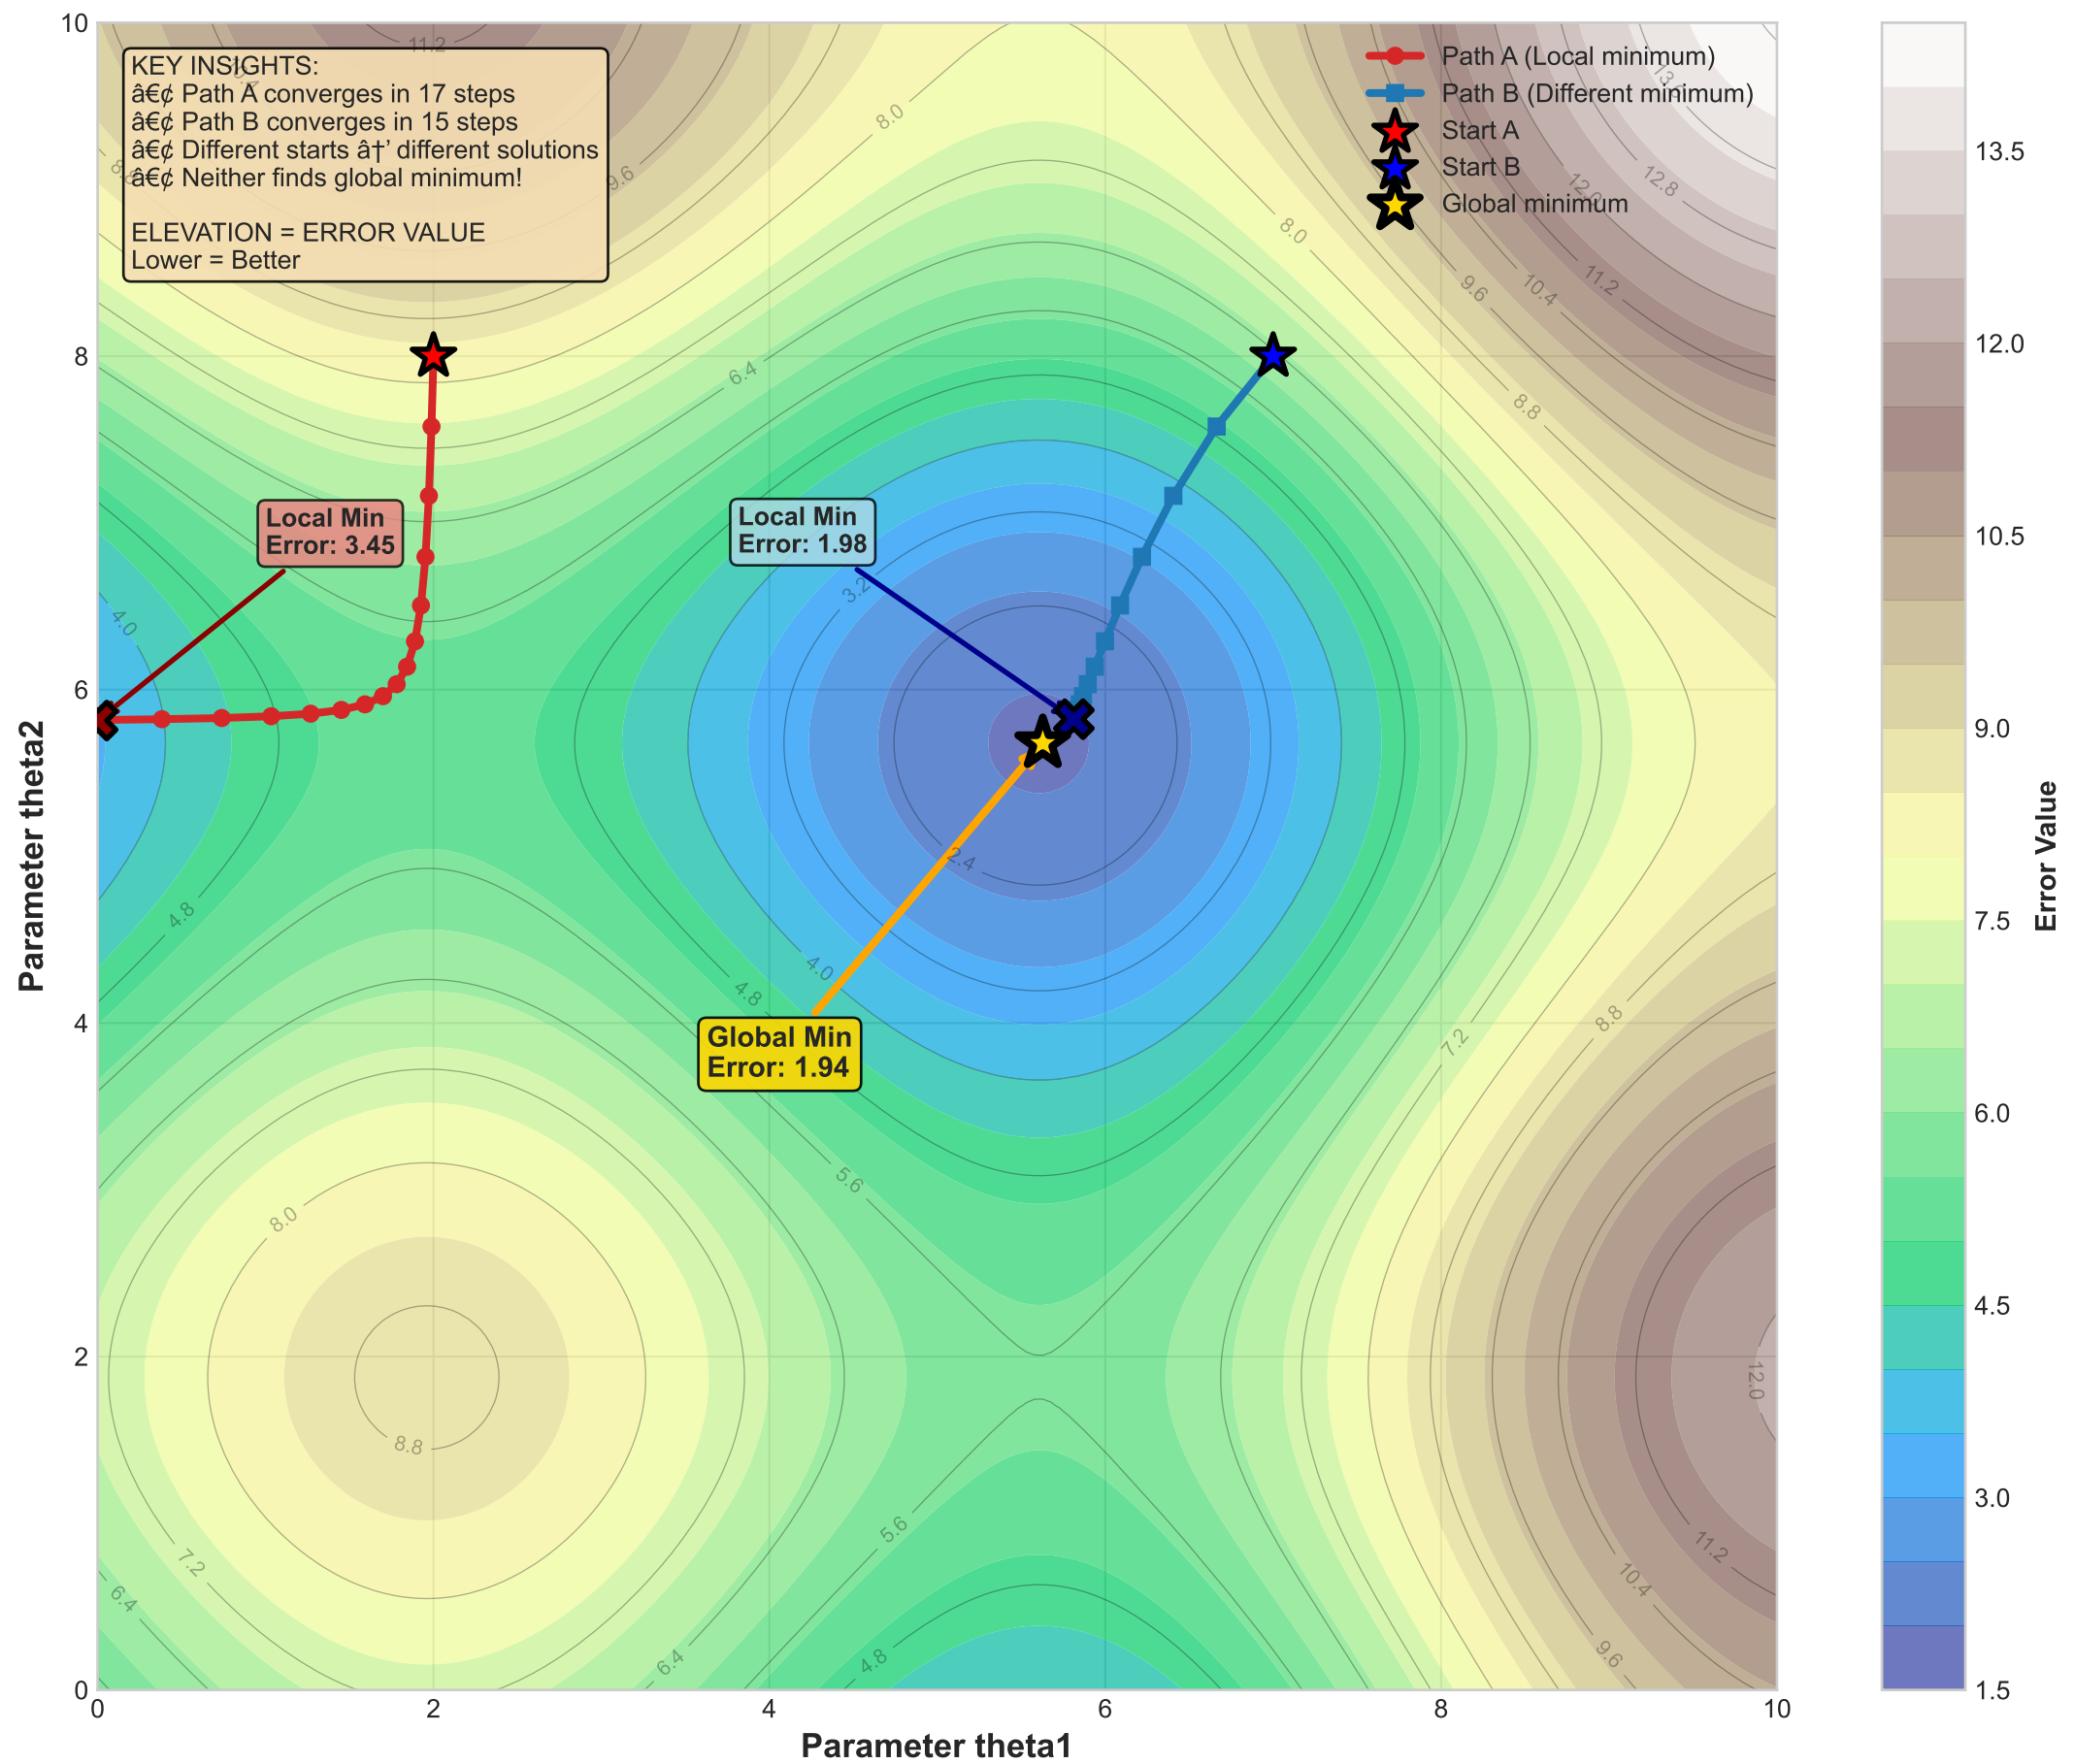 KEY INSIGHTS:
â€¢ Path A converges in 17 steps
â€¢ Path B converges in 15 steps
â€¢ Different starts â†’ different solutions
â€¢ Neither finds global minimum!
ELEVATION = ERROR VALUE
Lower = Better
Path A (Local minimum)
Path B (Different minimum)
Start A
Start B
Global minimum
Local Min
Error: 3.45
Local Min
Error: 1.98
Global Min
Error: 1.94
11.2
8.8
9.6
8.0
8.0
6.4
12.8
12.0
11.2
10.4
9.6
8.8
4.0
3.2
2.4
4.8
4.0
4.8
8.8
7.2
5.6
8.0
8.8
12.0
5.6
7.2
6.4
6.4
4.8
11.2
10.4
9.6
10
8
6
4
2
0
0
2
4
6
8
10
Parameter theta2
Parameter theta1
13.5
12.0
10.5
9.0
7.5
6.0
4.5
3.0
1.5
Error Value